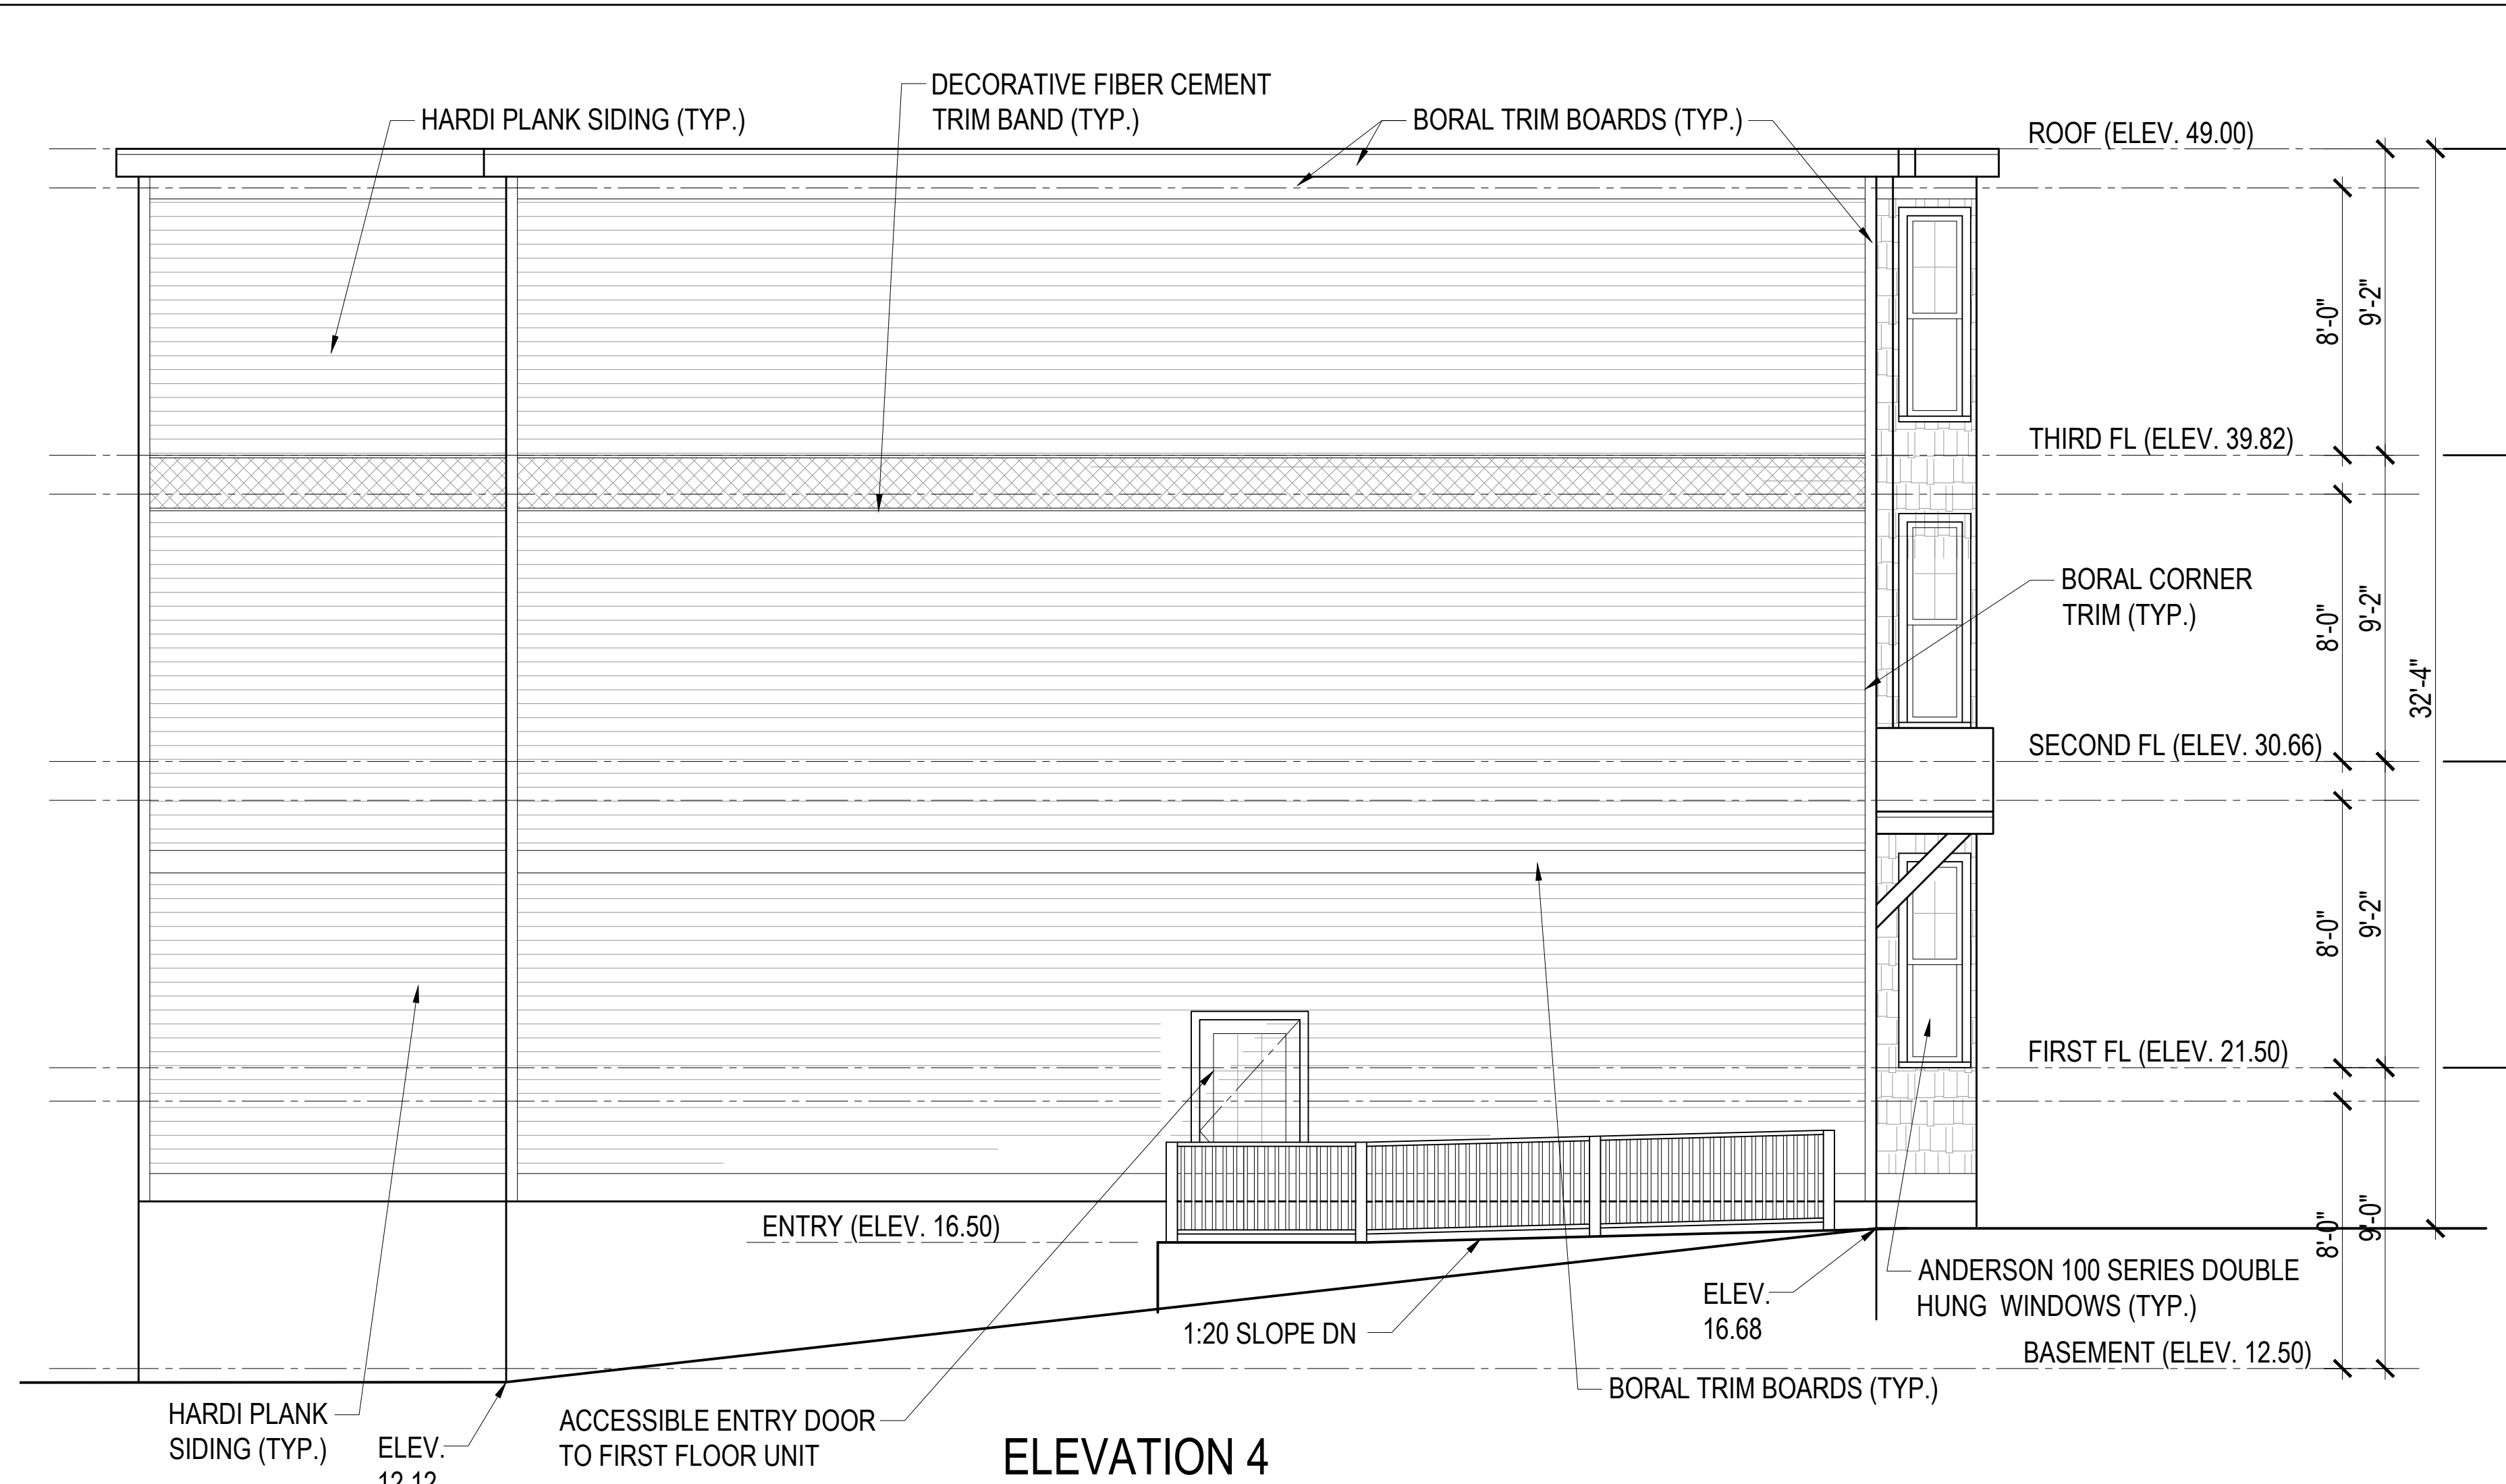 DECORATIVE FIBER CEMENT
TRIM BAND (TYP.)
HARDI PLANK SIDING (TYP.)
BORAL TRIM BOARDS (TYP.)
ROOF (ELEV. 49.00)
8'-0"
9'-2"
THIRD FL (ELEV. 39.82)
BORAL CORNER
TRIM (TYP.)
8'-0"
9'-2"
32'-4"
SECOND FL (ELEV. 30.66)
8'-0"
9'-2"
FIRST FL (ELEV. 21.50)
ENTRY (ELEV. 16.50)
8'-0"
9'-0"
ANDERSON 100 SERIES DOUBLE
HUNG WINDOWS (TYP.)
ELEV.
16.68
1:20 SLOPE DN
BASEMENT (ELEV. 12.50)
BORAL TRIM BOARDS (TYP.)
HARDI PLANK
SIDING (TYP.)
ELEV.
12.12
ACCESSIBLE ENTRY DOOR
TO FIRST FLOOR UNIT
ELEVATION 4